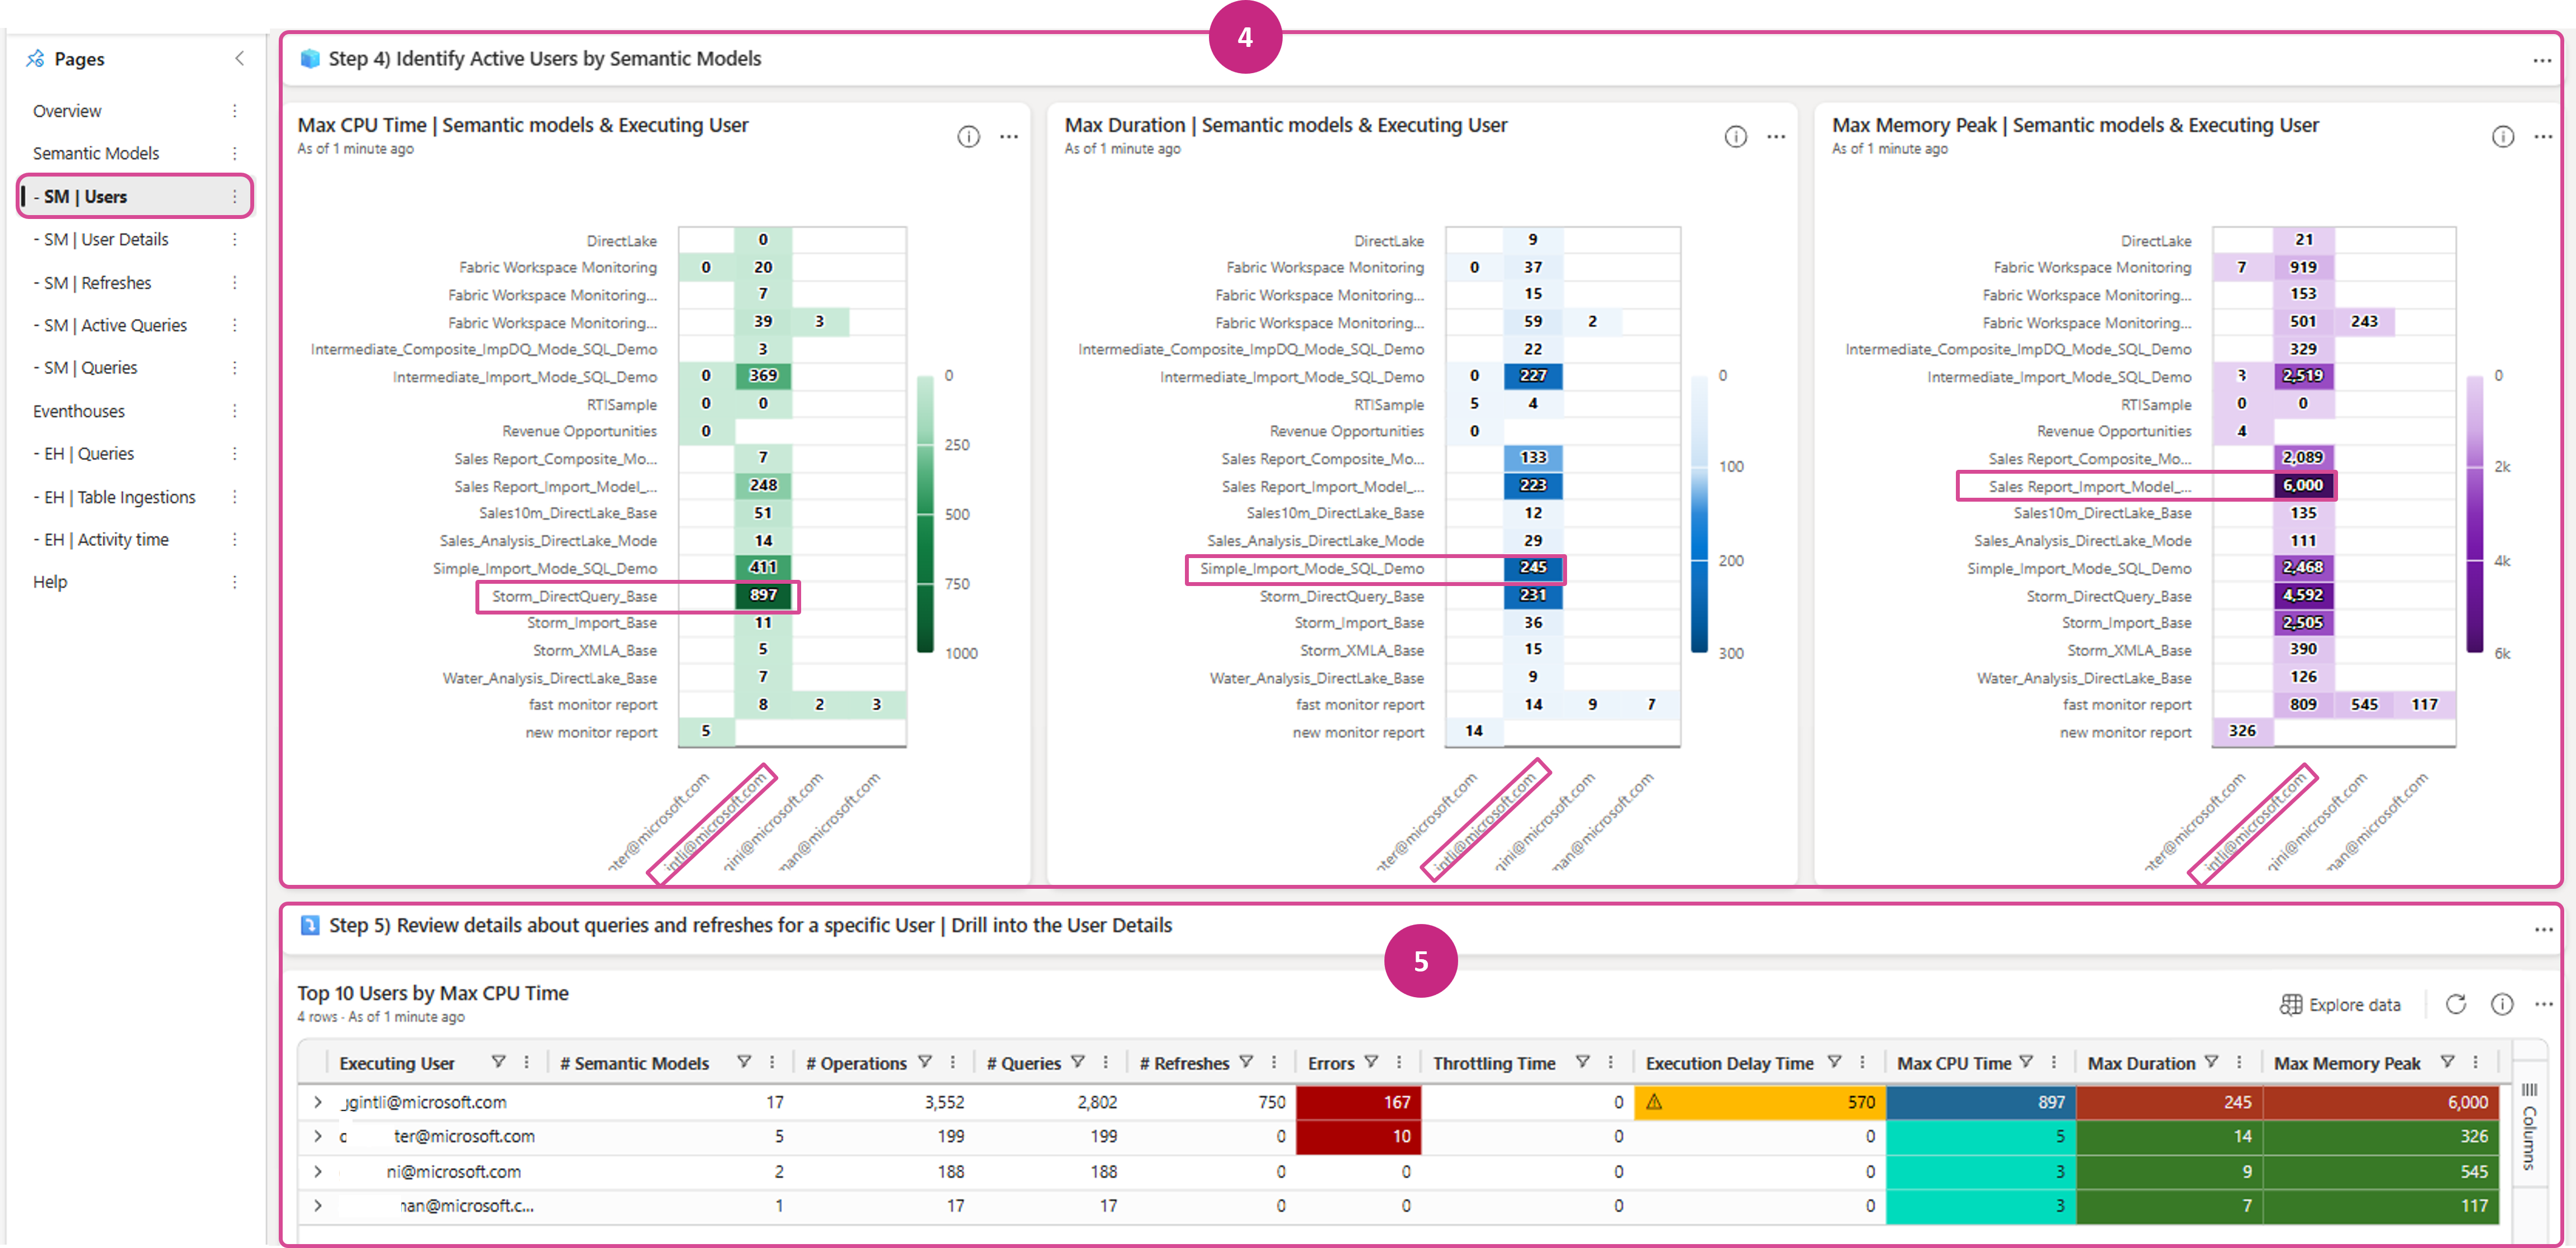 4
Pages
Overview
Semantic Models
- SM | Users
- SM | User Details
- SM | Refreshes
- SM | Active Queries
- SM | Queries
Eventhouses
- EH | Queries
- EH | Table Ingestions
- EH | Activity time
Help
Step 4) Identify Active Users by Semantic Models
Max CPU Time | Semantic models & Executing User
As of 1 minute ago
DirectLake 0
Fabric Workspace Monitoring 0 20
Fabric Workspace Monitoring... 7
Fabric Workspace Monitoring... 39 3
Intermediate_Composite_ImpDQ_Mode_SQL_Demo 3
Intermediate_Import_Mode_SQL_Demo 0 369
RTISample 0 0
Revenue Opportunities 0
Sales Report_Composite_Mo... 7
Sales Report_Import_Model_... 248
Sales10m_DirectLake_Base 51
Sales_Analysis_DirectLake_Mode 14
Simple_Import_Mode_SQL_Demo 411
Storm_DirectQuery_Base 897
Storm_Import_Base 11
Storm_XMLA_Base 5
Water_Analysis_DirectLake_Base 7
fast monitor report 8 2 3
new monitor report 5
0
250
500
750
1000
nter@microsoft.com
intli@microsoft.com
gini@microsoft.com
man@microsoft.com
Max Duration | Semantic models & Executing User
As of 1 minute ago
DirectLake 9
Fabric Workspace Monitoring 0 37
Fabric Workspace Monitoring... 15
Fabric Workspace Monitoring... 59 2
Intermediate_Composite_ImpDQ_Mode_SQL_Demo 22
Intermediate_Import_Mode_SQL_Demo 0 227
RTISample 5 4
Revenue Opportunities 0
Sales Report_Composite_Mo... 133
Sales Report_Import_Model_... 223
Sales10m_DirectLake_Base 12
Sales_Analysis_DirectLake_Mode 29
Simple_Import_Mode_SQL_Demo 245
Storm_DirectQuery_Base 231
Storm_Import_Base 36
Storm_XMLA_Base 15
Water_Analysis_DirectLake_Base 9
fast monitor report 14 9 7
new monitor report 14
0
100
200
300
nter@microsoft.com
intli@microsoft.com
gini@microsoft.com
man@microsoft.com
Max Memory Peak | Semantic models & Executing User
As of 1 minute ago
DirectLake 21
Fabric Workspace Monitoring 7 919
Fabric Workspace Monitoring... 153
Fabric Workspace Monitoring... 501 243
Intermediate_Composite_ImpDQ_Mode_SQL_Demo 329
Intermediate_Import_Mode_SQL_Demo 3 2,519
RTISample 0 0
Revenue Opportunities 4
Sales Report_Composite_Mo... 2,089
Sales Report_Import_Model_... 6,000
Sales10m_DirectLake_Base 135
Sales_Analysis_DirectLake_Mode 111
Simple_Import_Mode_SQL_Demo 2,468
Storm_DirectQuery_Base 4,592
Storm_Import_Base 2,505
Storm_XMLA_Base 390
Water_Analysis_DirectLake_Base 126
fast monitor report 809 545 117
new monitor report 326
0
2k
4k
6k
nter@microsoft.com
intli@microsoft.com
gini@microsoft.com
man@microsoft.com
Step 5) Review details about queries and refreshes for a specific User | Drill into the User Details
5
Top 10 Users by Max CPU Time
4 rows · As of 1 minute ago
Explore data
Executing User # Semantic Models # Operations # Queries # Refreshes Errors Throttling Time Execution Delay Time Max CPU Time Max Duration Max Memory Peak
gintli@microsoft.com 17 3,552 2,802 750 167 0 570 897 245 6,000
ter@microsoft.com 5 199 199 0 10 0 0 5 14 326
ni@microsoft.com 2 188 188 0 0 0 0 3 9 545
nan@microsoft.c... 1 17 17 0 0 0 0 3 7 117
Columns